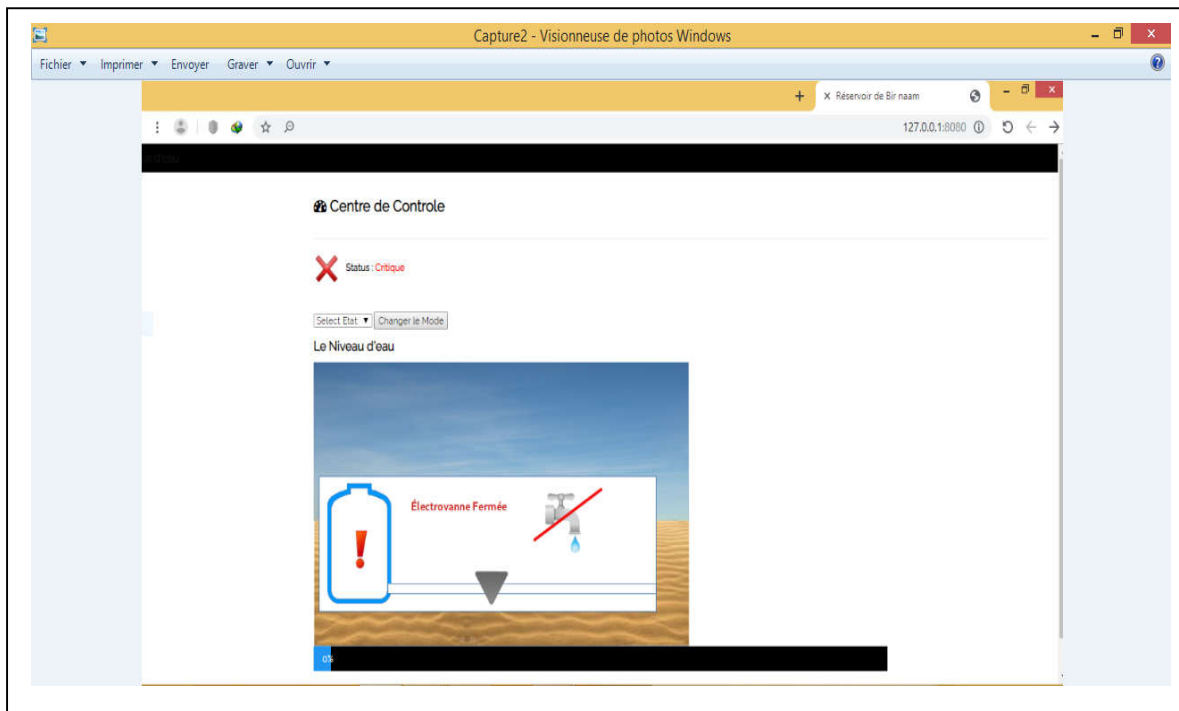 Capture2 - Visionneuse de photos Windows
Fichier Imprimer Envoyer Graver Ouvrir
Réservoir de Bir naam
127.0.0.1:8080
d'eau
Centre de Controle
Status : Critique
Select Etat Changer le Mode
Le Niveau d'eau
Électrovanne Fermée
!
0%